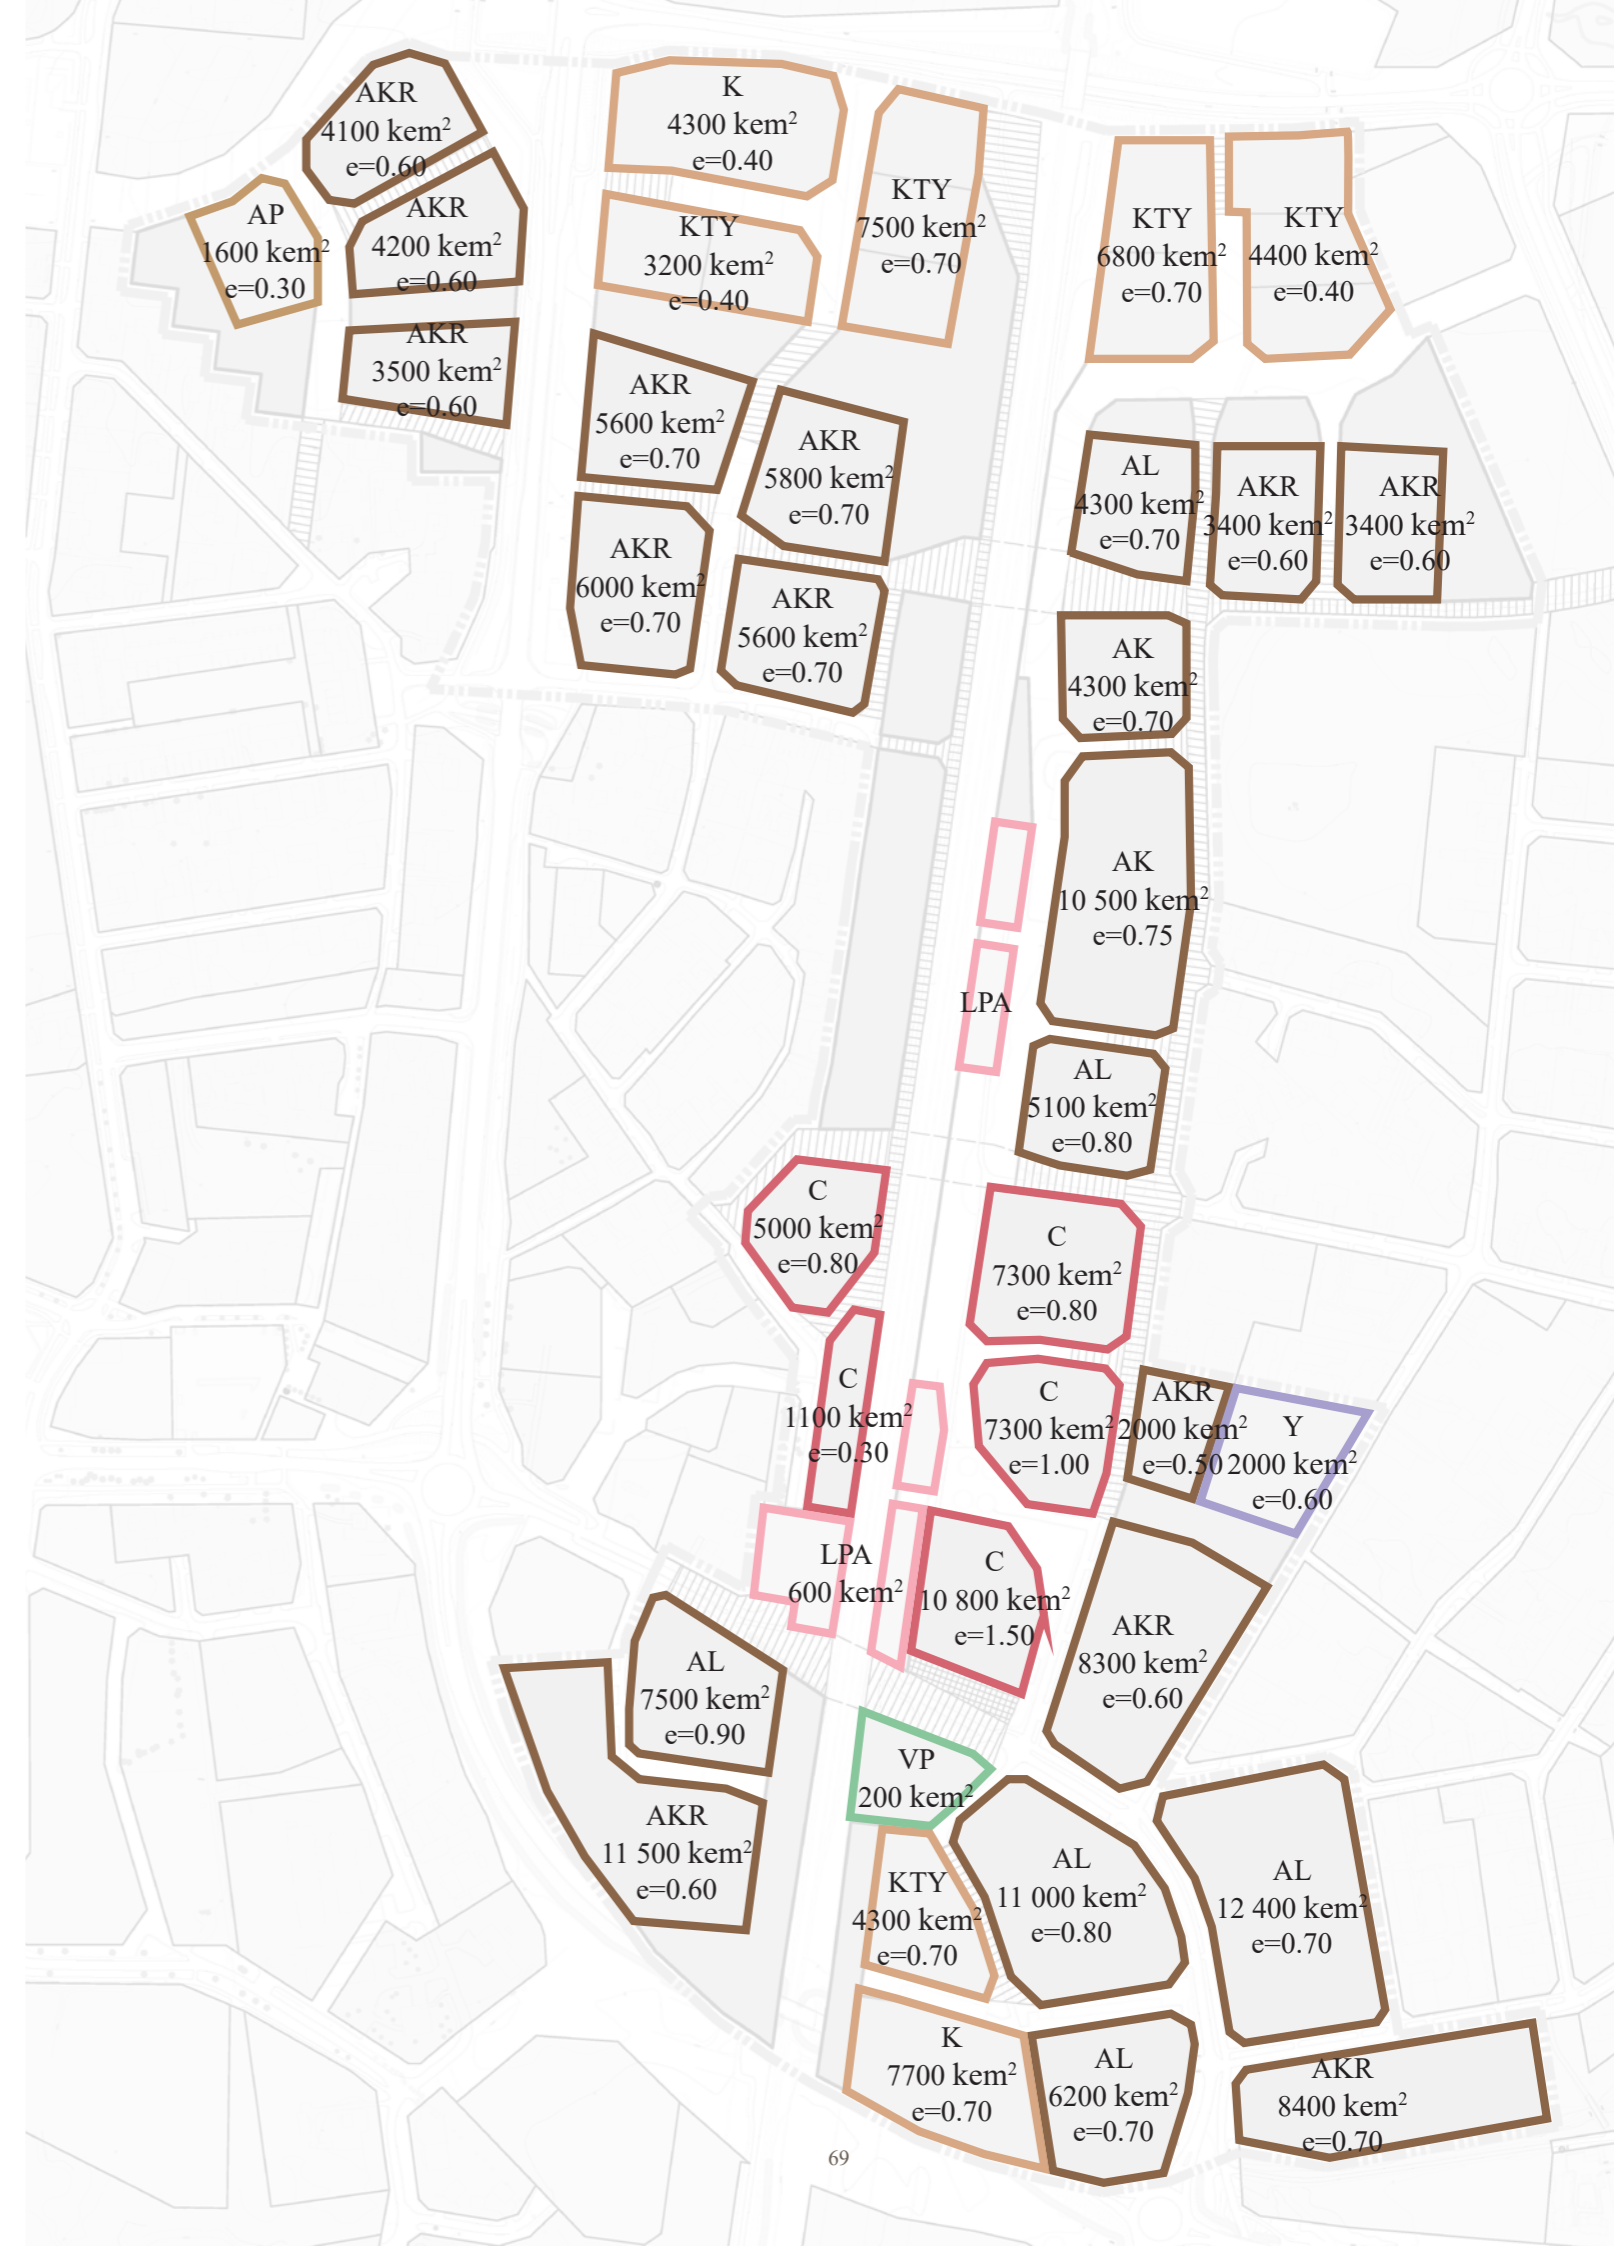 AKR
4100 kem²
e=0.60
K
4300 kem²
e=0.40
KTY
7500 kem²
e=0.70
AP
1600 kem²
e=0.30
AKR
4200 kem²
e=0.60
KTY
3200 kem²
e=0.40
KTY
6800 kem²
e=0.70
KTY
4400 kem²
e=0.40
AKR
3500 kem²
e=0.60
AKR
5600 kem²
e=0.70
AKR
5800 kem²
e=0.70
AL
4300 kem²
e=0.70
AKR
3400 kem²
e=0.60
AKR
3400 kem²
e=0.60
AKR
6000 kem²
e=0.70
AKR
5600 kem²
e=0.70
AK
4300 kem²
e=0.70
AK
10 500 kem²
e=0.75
LPA
AL
5100 kem²
e=0.80
C
5000 kem²
e=0.80
C
7300 kem²
e=0.80
C
1100 kem²
e=0.30
C
7300 kem²
e=1.00
AKR
2000 kem²
e=0.50
Y
2000 kem²
e=0.60
LPA
600 kem²
C
10 800 kem²
e=1.50
AKR
8300 kem²
e=0.60
AL
7500 kem²
e=0.90
VP
200 kem²
AKR
11 500 kem²
e=0.60
KTY
4300 kem²
e=0.70
AL
11 000 kem²
e=0.80
AL
12 400 kem²
e=0.70
K
7700 kem²
e=0.70
AL
6200 kem²
e=0.70
AKR
8400 kem²
e=0.70
69